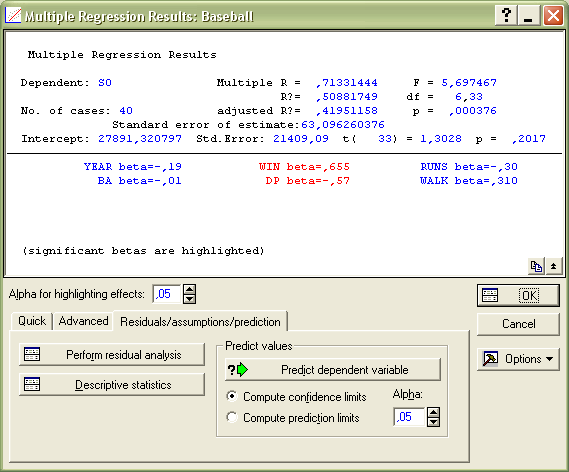 Multiple Regression Results: Baseball
Multiple Regression Results
Dependent: SO Multiple R = ,71331444 F = 5,697467
R?= ,50881749 df = 6,33
No. of cases: 40 adjusted R?= ,41951158 p = ,000376
Standard error of estimate:63,096260376
Intercept: 27891,320797 Std.Error: 21409,09 t( 33) = 1,3028 p = ,2017
YEAR beta=-,19 WIN beta=,655 RUNS beta=-,30
BA beta=-,01 DP beta=-,57 WALK beta=,310
(significant betas are highlighted)
Alpha for highlighting effects: ,05
OK
Quick Advanced Residuals/assumptions/prediction
Cancel
Perform residual analysis
Descriptive statistics
Predict values
Predict dependent variable
Options
Compute confidence limits
Compute prediction limits
Alpha:
,05